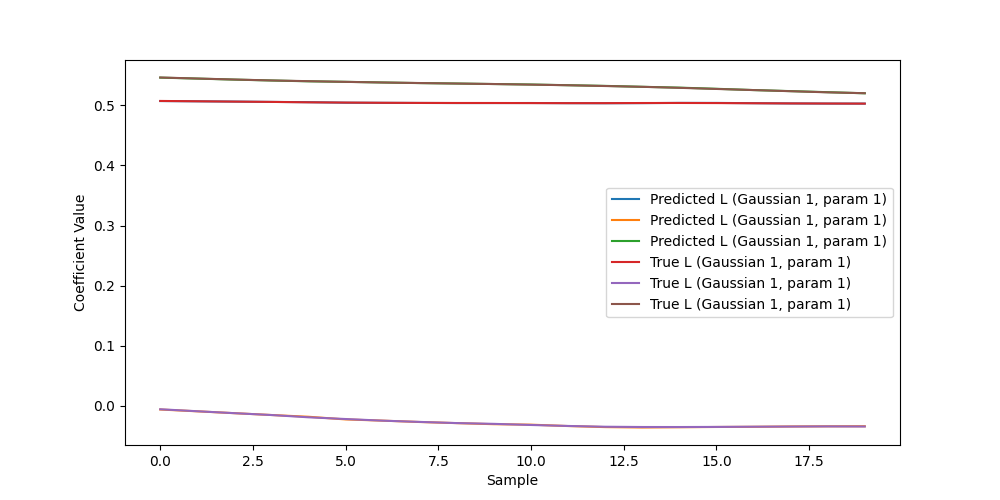 0.5
0.4
0.3
0.2
0.1
0.0
Coefficient Value
Predicted L (Gaussian 1, param 1)
Predicted L (Gaussian 1, param 1)
Predicted L (Gaussian 1, param 1)
True L (Gaussian 1, param 1)
True L (Gaussian 1, param 1)
True L (Gaussian 1, param 1)
0.0 2.5 5.0 7.5 10.0 12.5 15.0 17.5
Sample